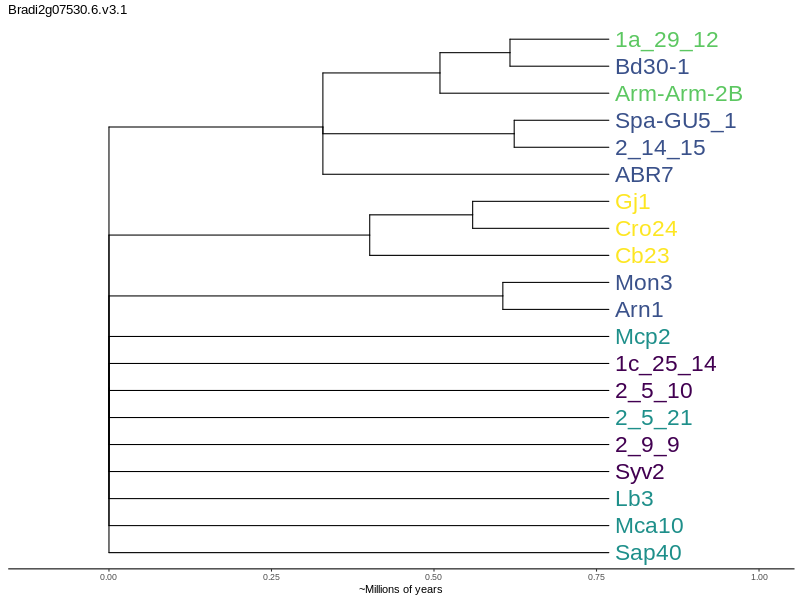 Bradi2g07530.6.v3.1
1a_29_12
Bd30-1
Arm-Arm-2B
Spa-GU5_1
2_14_15
ABR7
Gj1
Cro24
Cb23
Mon3
Arn1
Mcp2
1c_25_14
2_5_10
2_5_21
2_9_9
Syv2
Lb3
Mca10
Sap40
0.00 0.25 0.50 0.75 1.00
~Millions of years